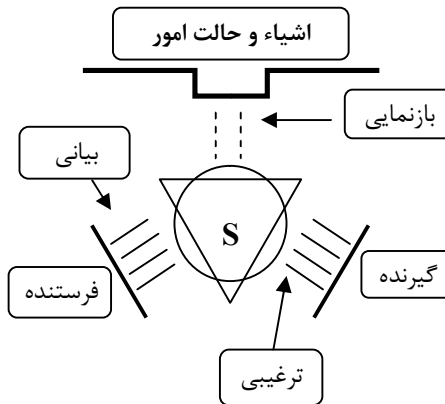 اشیاء و حالت امور
بازنمایی
بیانی
S
گیرنده
فرستنده
ترغیبی